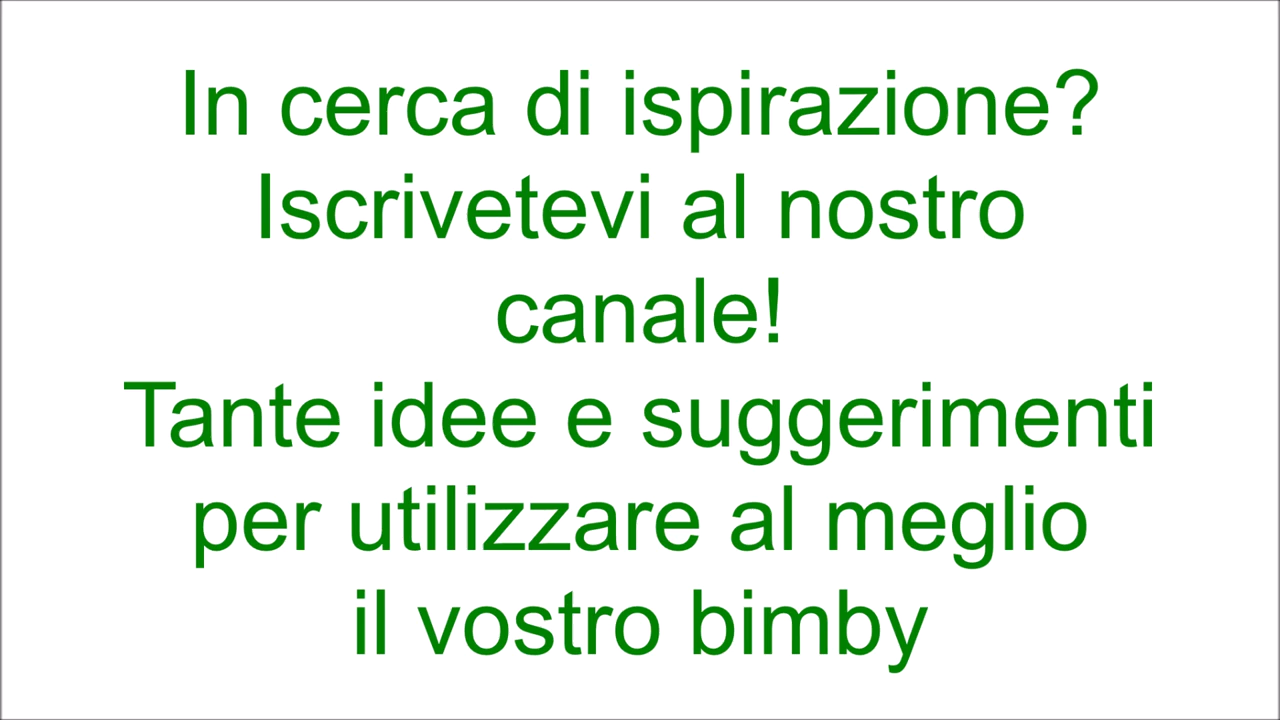 In cerca di ispirazione?
Iscrivetevi al nostro
canale!
Tante idee e suggerimenti
per utilizzare al meglio
il vostro bimby